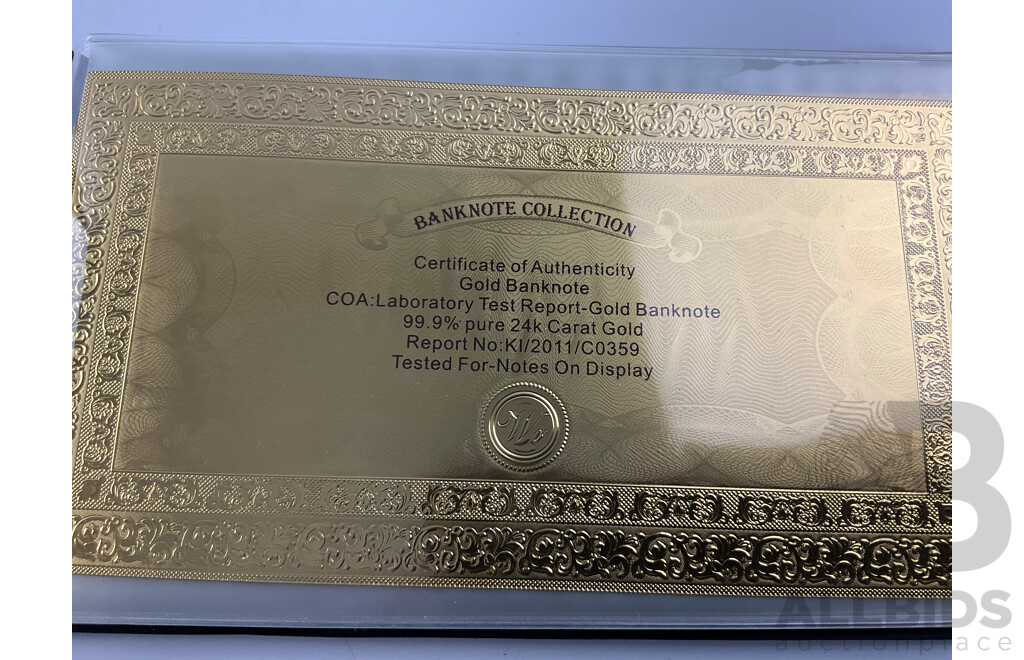 BANKNOTE COLLECTION
Certificate of Authenticity
Gold Banknote
COA:Laboratory Test Report-Gold Banknote
99.9% pure 24k Carat Gold
Report No:KI/2011/C0359
Tested For-Notes On Display
B
ALLBIDS
auctionplace